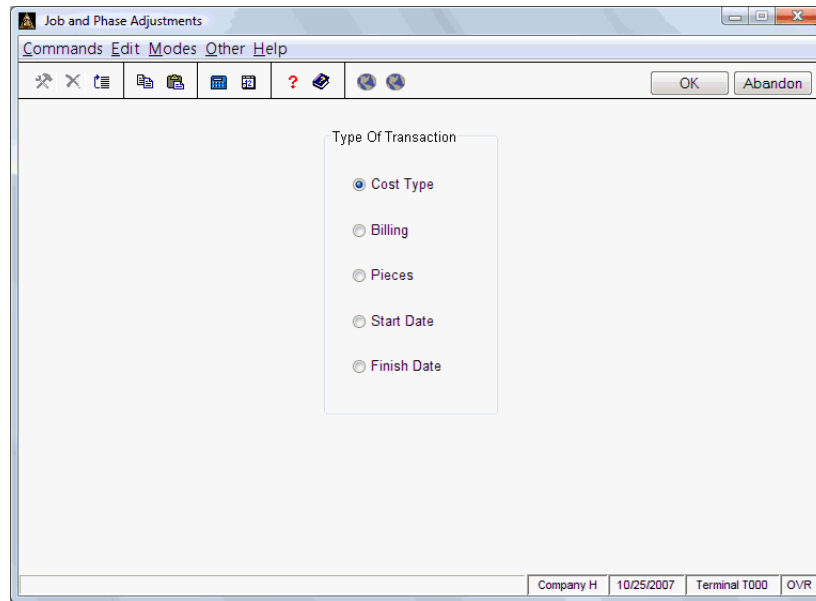 Job and Phase Adjustments
Commands Edit Modes Other Help
OK Abandon
Type Of Transaction
Cost Type
Billing
Pieces
Start Date
Finish Date
Company H 10/25/2007 Terminal T000 OVR